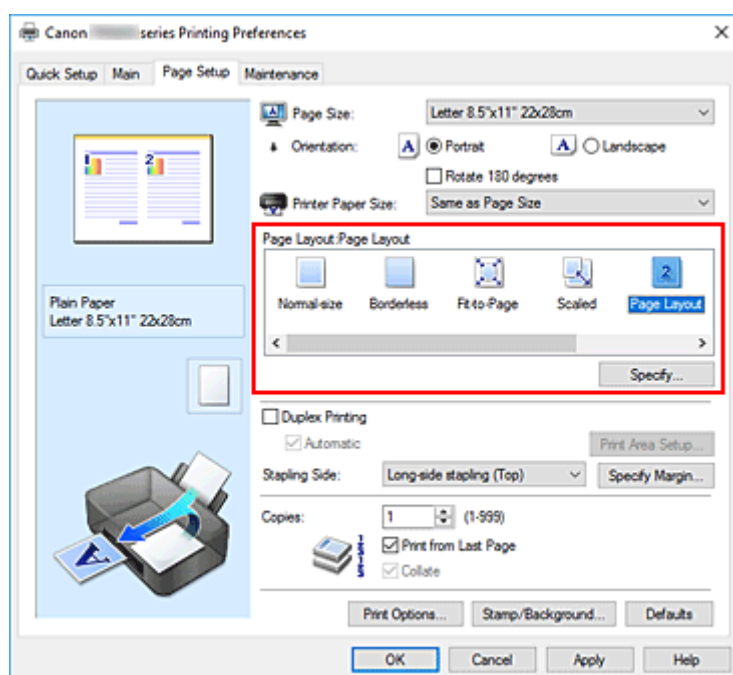 Canon series Printing Preferences
Quick Setup Main Page Setup Maintenance
1 2
Plain Paper
Letter 8.5"x11" 22x28cm
A
Page Size: Letter 8.5"x11" 22x28cm
Orientation: A Portrait A Landscape
Rotate 180 degrees
Printer Paper Size: Same as Page Size
Page Layout:Page Layout
2
Normal-size Borderless Fit-to-Page Scaled Page Layout
Specify...
Duplex Printing
Automatic Print Area Setup...
Stapling Side: Long-side stapling (Top) Specify Margin...
Copies: 1 (1-999)
Print from Last Page
Collate
Print Options... Stamp/Background... Defaults
OK Cancel Apply Help